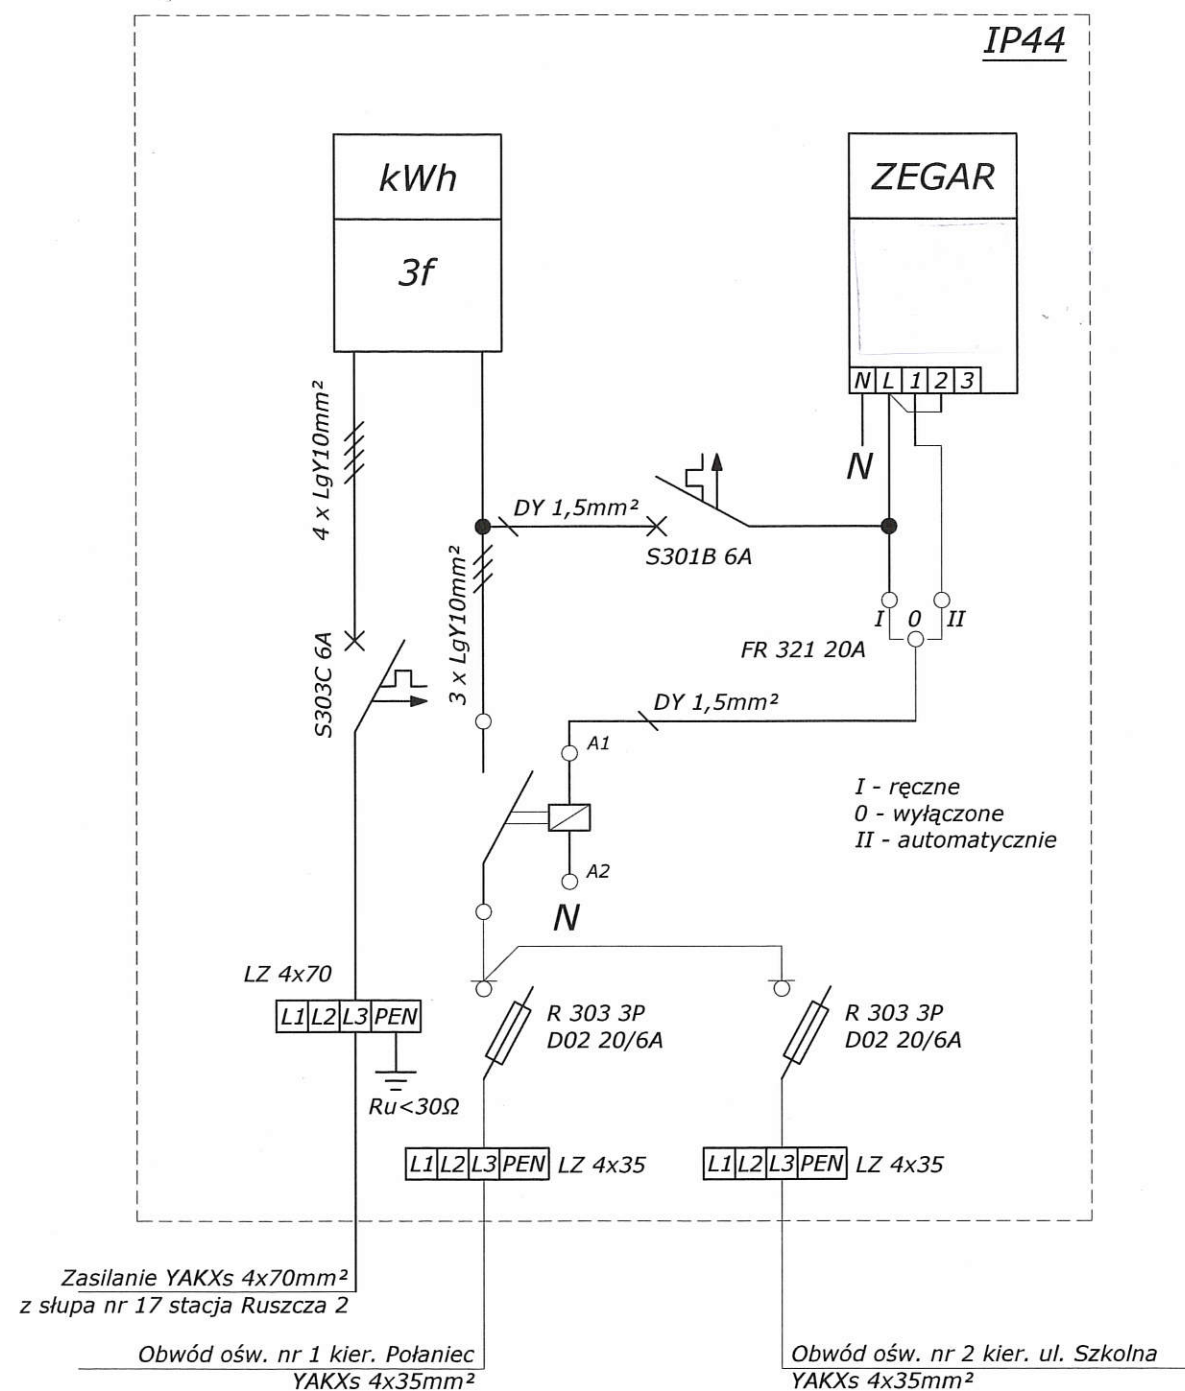 IP44
kWh
3f
ZEGAR
N L 1 2 3
N
4 x LgY10mm²
DY 1,5mm²
S301B 6A
3 x LgY10mm²
S303C 6A
I 0 II
FR 321 20A
DY 1,5mm²
A1
I - ręczne
0 - wyłączone
II - automatycznie
A2
N
LZ 4x70
L1 L2 L3 PEN
Ru<30Ω
R 303 3P
D02 20/6A
R 303 3P
D02 20/6A
L1 L2 L3 PEN LZ 4x35
L1 L2 L3 PEN LZ 4x35
Zasilanie YAKXs 4x70mm²
z słupa nr 17 stacja Ruszcza 2
Obwód ośw. nr 1 kier. Połaniec
YAKXs 4x35mm²
Obwód ośw. nr 2 kier. ul. Szkolna
YAKXs 4x35mm²